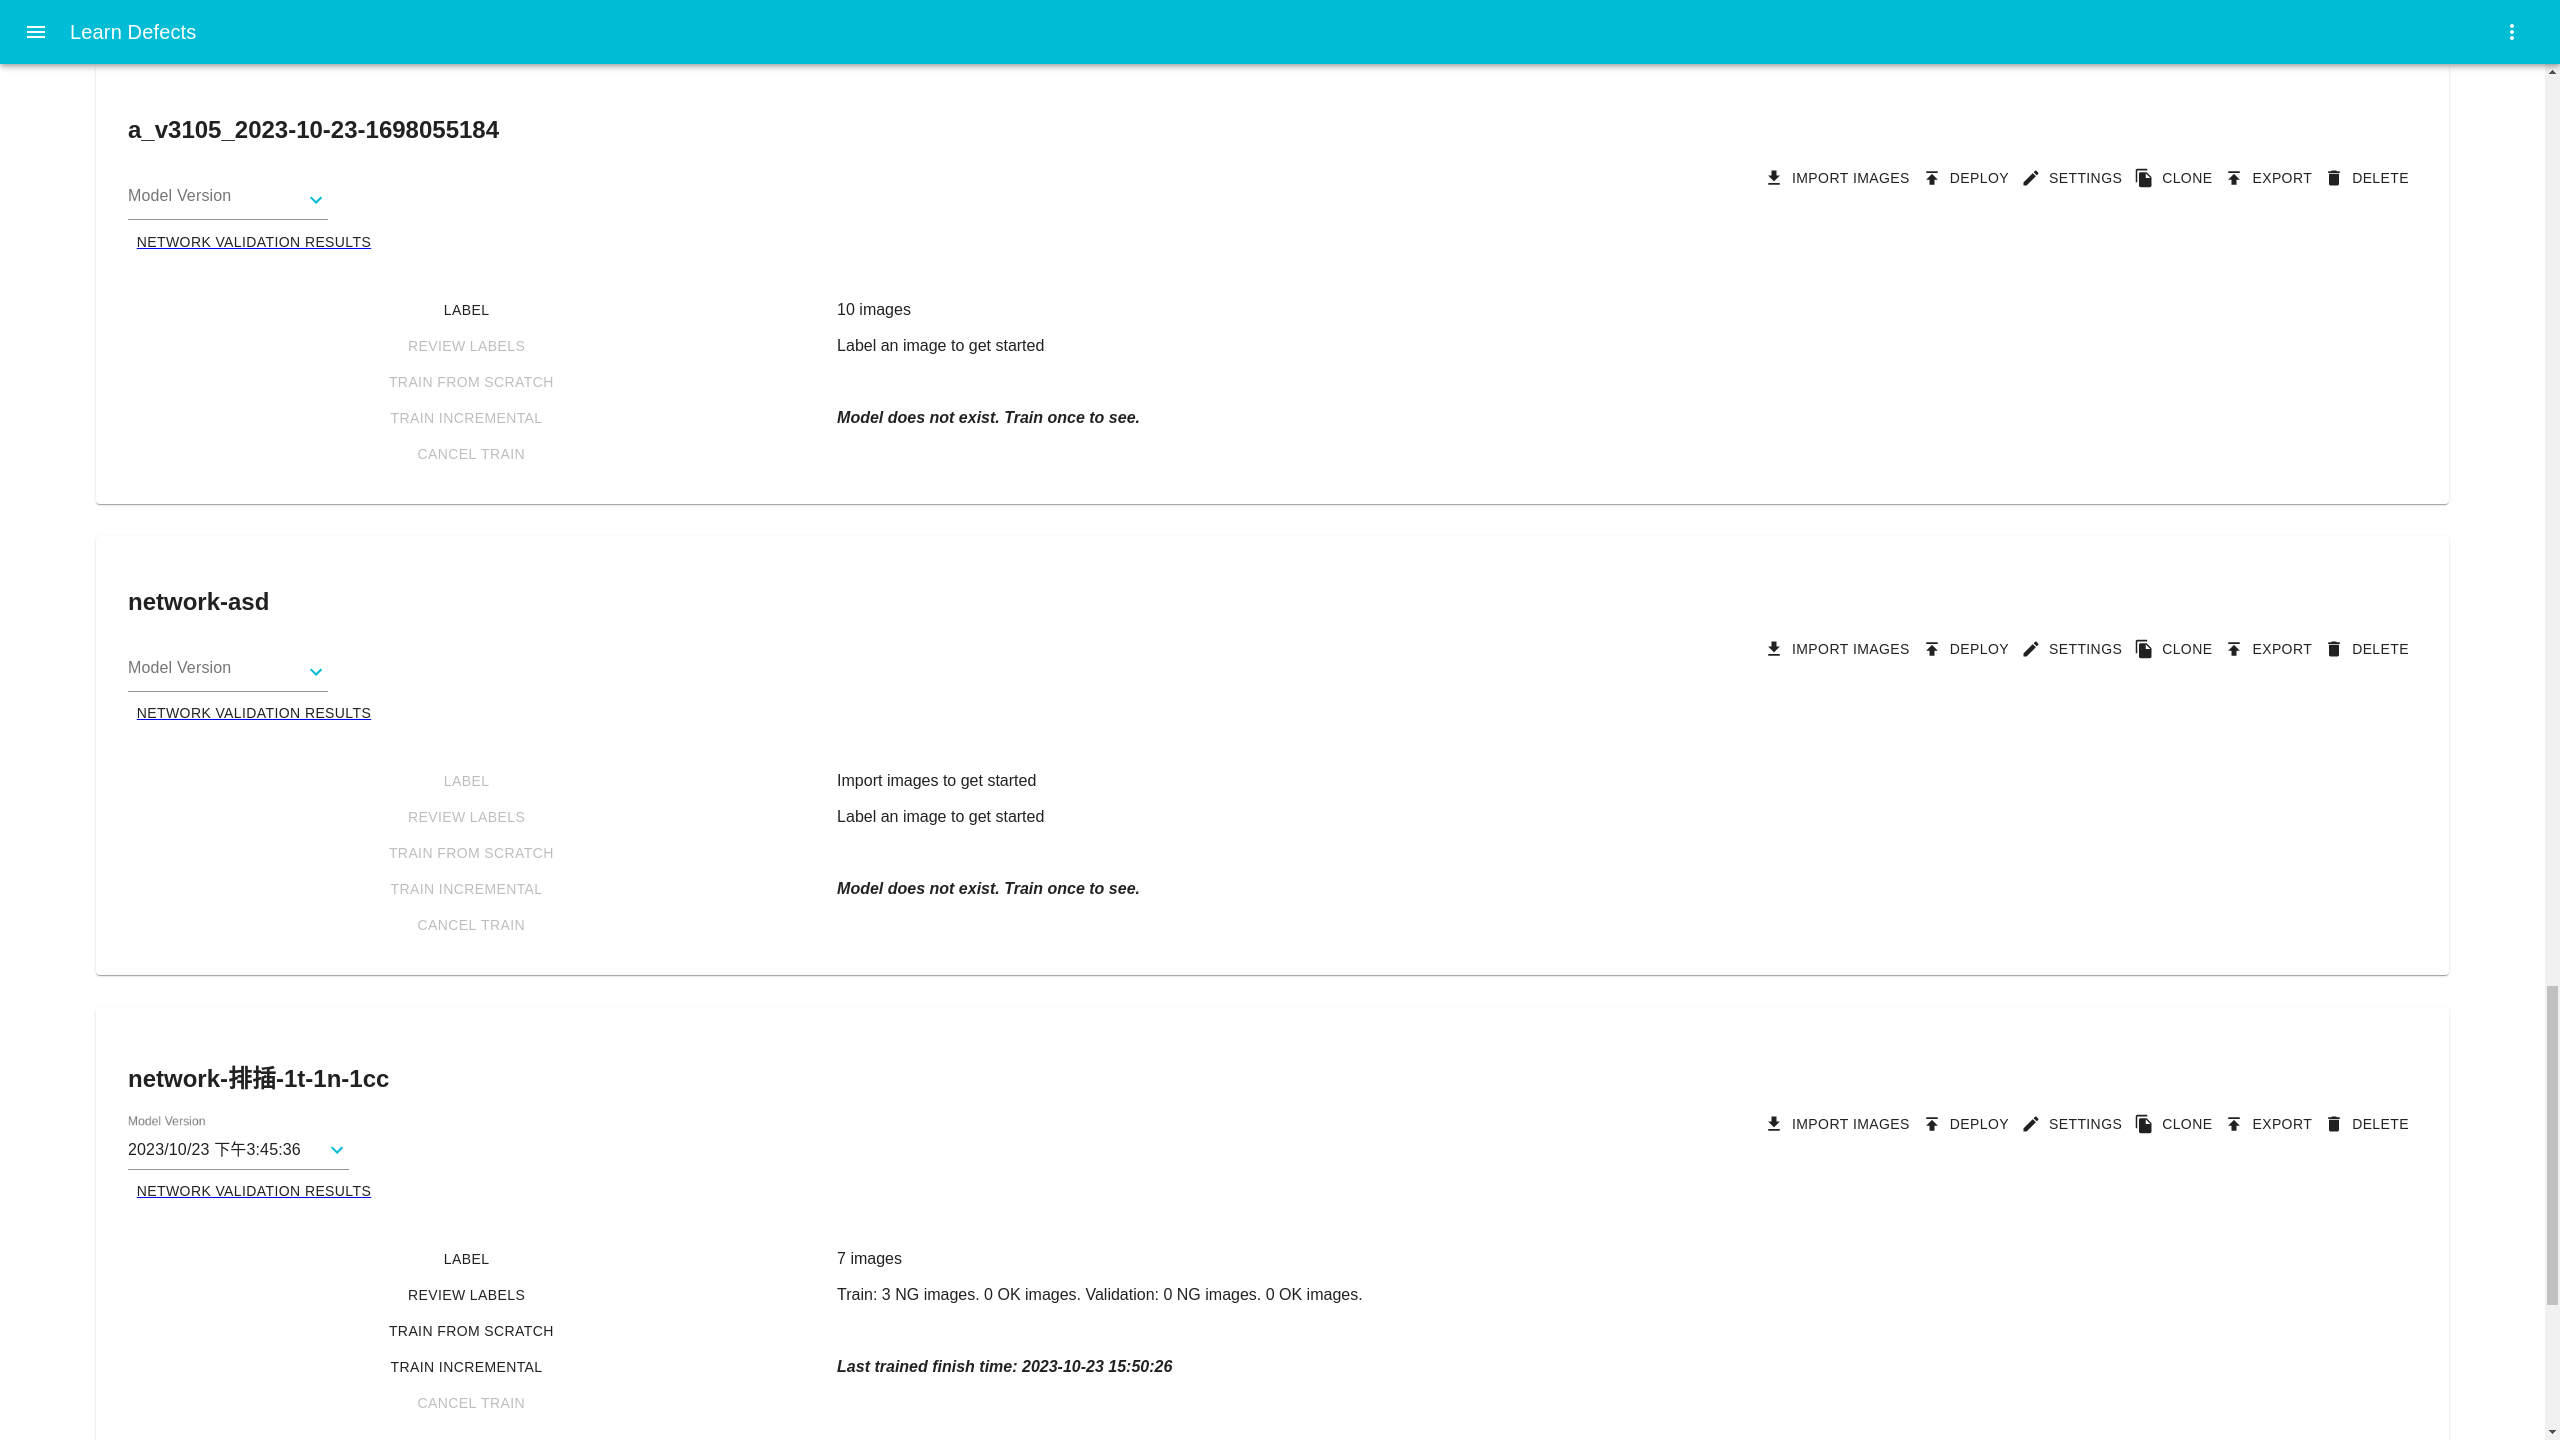 Learn Defects
a_v3105_2023-10-23-1698055184
IMPORT IMAGES DEPLOY SETTINGS CLONE EXPORT DELETE
Model Version
NETWORK VALIDATION RESULTS
LABEL 10 images
REVIEW LABELS Label an image to get started
TRAIN FROM SCRATCH
TRAIN INCREMENTAL Model does not exist. Train once to see.
CANCEL TRAIN
network-asd
IMPORT IMAGES DEPLOY SETTINGS CLONE EXPORT DELETE
Model Version
NETWORK VALIDATION RESULTS
LABEL Import images to get started
REVIEW LABELS Label an image to get started
TRAIN FROM SCRATCH
TRAIN INCREMENTAL Model does not exist. Train once to see.
CANCEL TRAIN
network-排插-1t-1n-1cc
Model Version
IMPORT IMAGES DEPLOY SETTINGS CLONE EXPORT DELETE
2023/10/23 下午3:45:36
NETWORK VALIDATION RESULTS
LABEL 7 images
REVIEW LABELS Train: 3 NG images. 0 OK images. Validation: 0 NG images. 0 OK images.
TRAIN FROM SCRATCH
TRAIN INCREMENTAL Last trained finish time: 2023-10-23 15:50:26
CANCEL TRAIN